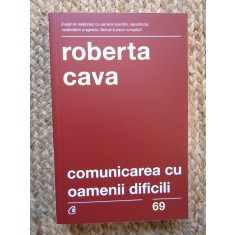 roberta
cava
comunicarea cu
oamenii dificili
69